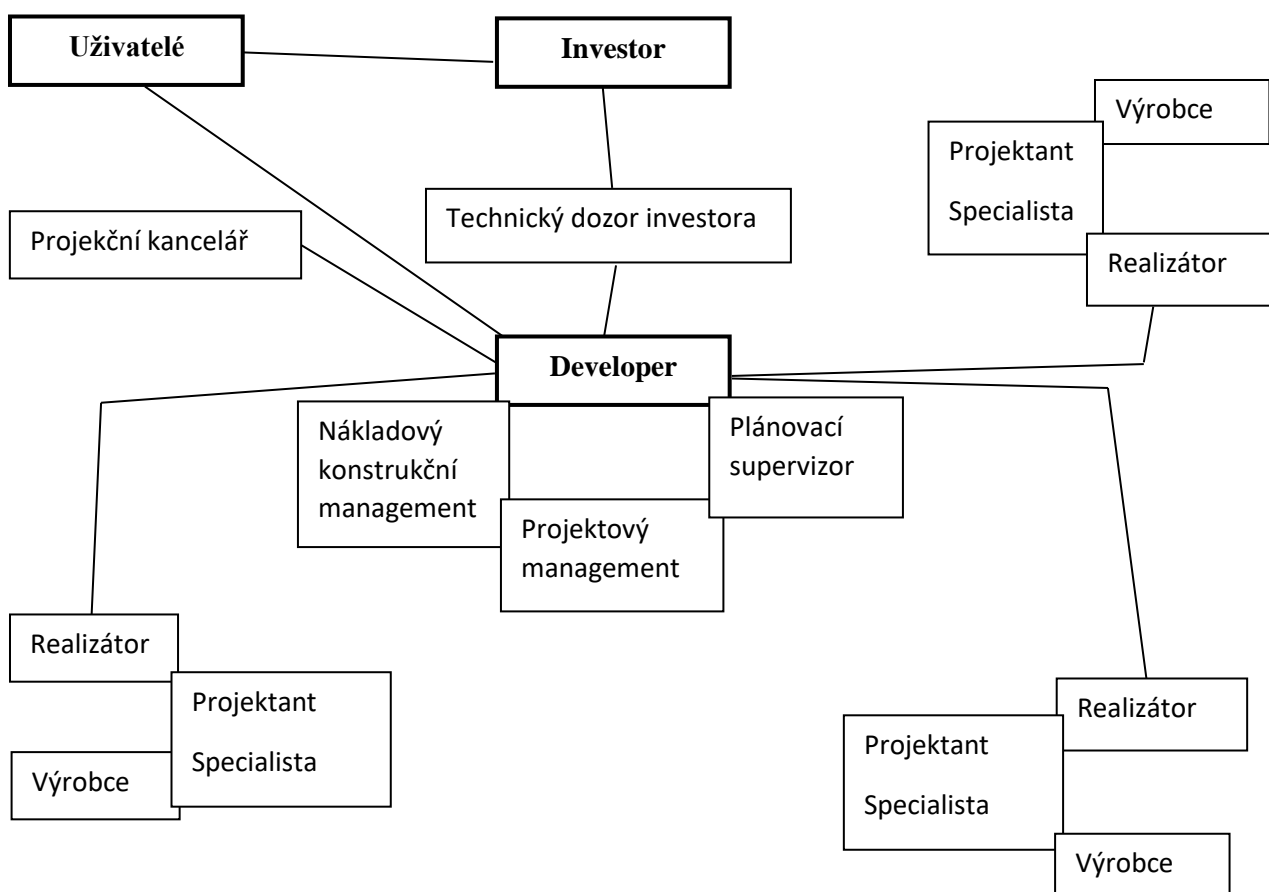 Uživatelé
Investor
Výrobce
Projektant
Specialista
Realizátor
Projekční kancelář
Technický dozor investora
Developer
Nákladový
konstrukční
management
Plánovací
supervizor
Projektový
management
Realizátor
Projektant
Specialista
Výrobce
Realizátor
Projektant
Specialista
Výrobce